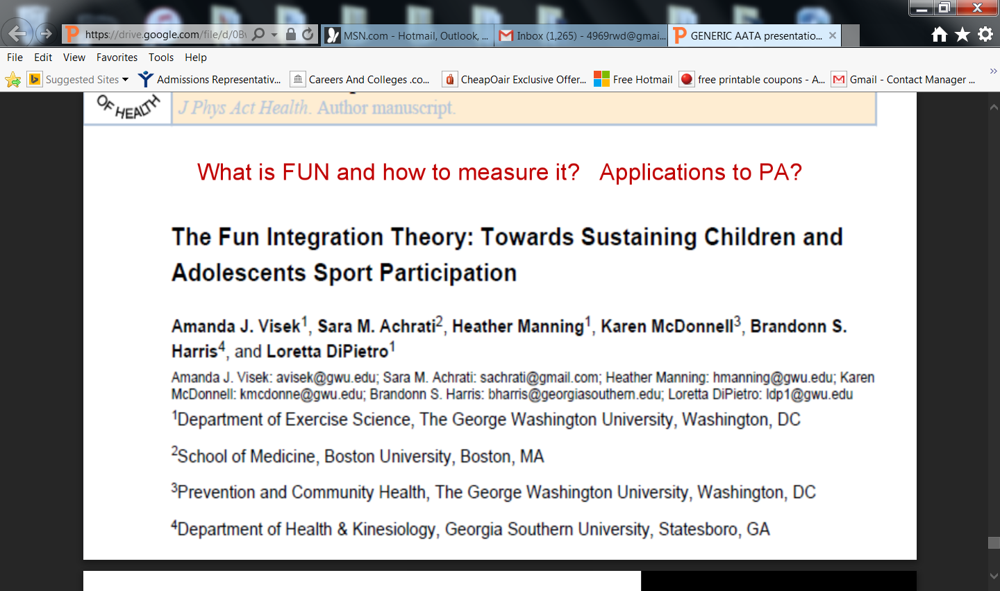 https://drive.google.com/file/d/0B
MSN.com - Hotmail, Outlook, ...
Inbox (1,265) - 4969rwd@gmai...
GENERIC AATA presentatio...
File Edit View Favorites Tools Help
Suggested Sites
Admissions Representativ...
Careers And Colleges .co...
CheapOair Exclusive Offer...
Free Hotmail
free printable coupons - A...
Gmail - Contact Manager ...
OF HEALTH
J Phys Act Health. Author manuscript.
What is FUN and how to measure it? Applications to PA?
The Fun Integration Theory: Towards Sustaining Children and
Adolescents Sport Participation
Amanda J. Visek1, Sara M. Achrati2, Heather Manning1, Karen McDonnell3, Brandonn S.
Harris4, and Loretta DiPietro1
Amanda J. Visek: avisek@gwu.edu; Sara M. Achrati: sachrati@gmail.com; Heather Manning: hmanning@gwu.edu; Karen
McDonnell: kmcdonne@gwu.edu; Brandonn S. Harris: bharris@georgiasouthern.edu; Loretta DiPietro: ldp1@gwu.edu
1Department of Exercise Science, The George Washington University, Washington, DC
2School of Medicine, Boston University, Boston, MA
3Prevention and Community Health, The George Washington University, Washington, DC
4Department of Health & Kinesiology, Georgia Southern University, Statesboro, GA